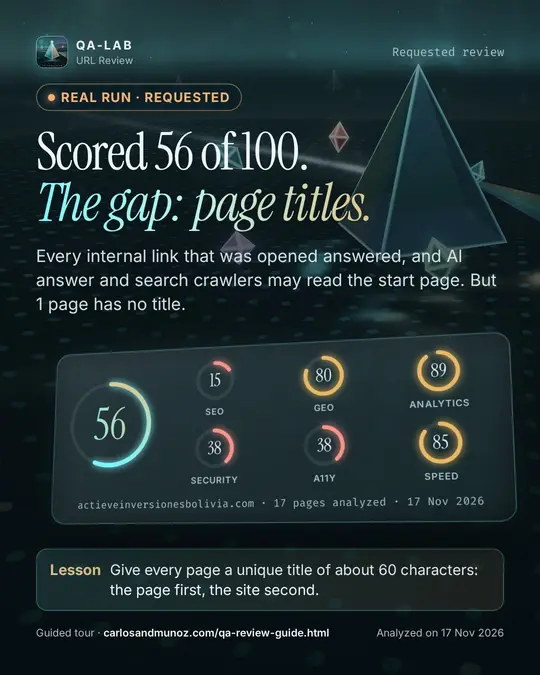 QA-LAB
URL Review
Requested review
REAL RUN · REQUESTED
Scored 56 of 100.
The gap: page titles.
Every internal link that was opened answered, and AI
answer and search crawlers may read the start page. But
1 page has no title.
56
15
SEO
80
GEO
89
ANALYTICS
38
SECURITY
38
A11Y
85
SPEED
actieveinversionesbolivia.com · 17 pages analyzed · 17 Nov 2026
Lesson Give every page a unique title of about 60 characters:
the page first, the site second.
Guided tour · carlosandmunoz.com/qa-review-guide.html
Analyzed on 17 Nov 2026